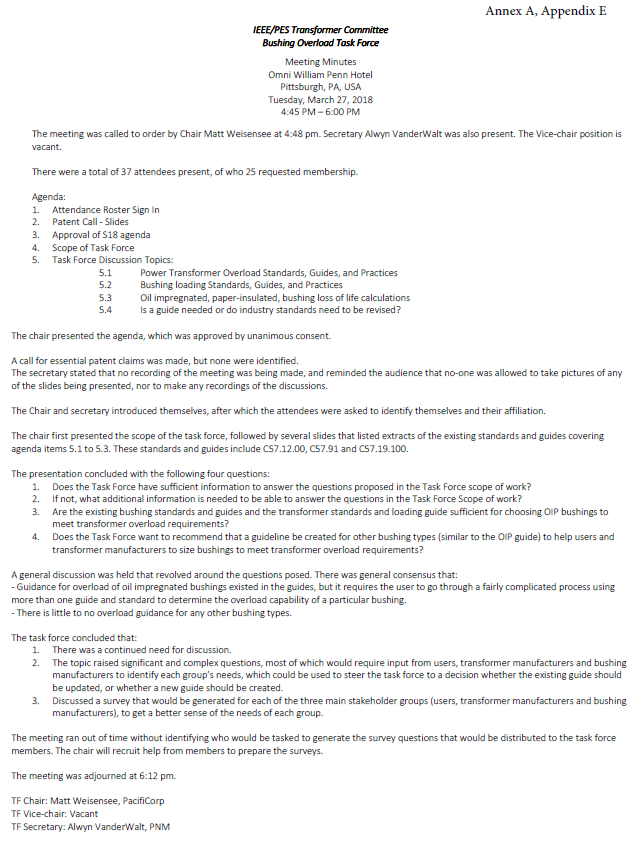 Annex A, Appendix E
IEEE/PES Transformer Committee
Bushing Overload Task Force
Meeting Minutes
Omni William Penn Hotel
Pittsburgh, PA, USA
Tuesday, March 27, 2018
4:45 PM – 6:00 PM
The meeting was called to order by Chair Matt Weisensee at 4:48 pm. Secretary Alwyn VanderWalt was also present. The Vice-chair position is
vacant.
There were a total of 37 attendees present, of who 25 requested membership.
Agenda:
1. Attendance Roster Sign In
2. Patent Call - Slides
3. Approval of S18 agenda
4. Scope of Task Force
5. Task Force Discussion Topics:
5.1 Power Transformer Overload Standards, Guides, and Practices
5.2 Bushing loading Standards, Guides, and Practices
5.3 Oil impregnated, paper-insulated, bushing loss of life calculations
5.4 Is a guide needed or do industry standards need to be revised?
The chair presented the agenda, which was approved by unanimous consent.
A call for essential patent claims was made, but none were identified.
The secretary stated that no recording of the meeting was being made, and reminded the audience that no-one was allowed to take pictures of any
of the slides being presented, nor to make any recordings of the discussions.
The Chair and secretary introduced themselves, after which the attendees were asked to identify themselves and their affiliation.
The chair first presented the scope of the task force, followed by several slides that listed extracts of the existing standards and guides covering
agenda items 5.1 to 5.3. These standards and guides include C57.12.00, C57.91 and C57.19.100.
The presentation concluded with the following four questions:
1. Does the Task Force have sufficient information to answer the questions proposed in the Task Force scope of work?
2. If not, what additional information is needed to be able to answer the questions in the Task Force Scope of work?
3. Are the existing bushing standards and guides and the transformer standards and loading guide sufficient for choosing OIP bushings to
meet transformer overload requirements?
4. Does the Task Force want to recommend that a guideline be created for other bushing types (similar to the OIP guide) to help users and
transformer manufacturers to size bushings to meet transformer overload requirements?
A general discussion was held that revolved around the questions posed. There was general consensus that:
- Guidance for overload of oil impregnated bushings existed in the guides, but it requires the user to go through a fairly complicated process using
more than one guide and standard to determine the overload capability of a particular bushing.
- There is little to no overload guidance for any other bushing types.
The task force concluded that:
1. There was a continued need for discussion.
2. The topic raised significant and complex questions, most of which would require input from users, transformer manufacturers and bushing
manufacturers to identify each group's needs, which could be used to steer the task force to a decision whether the existing guide should
be updated, or whether a new guide should be created.
3. Discussed a survey that would be generated for each of the three main stakeholder groups (users, transformer manufacturers and bushing
manufacturers), to get a better sense of the needs of each group.
The meeting ran out of time without identifying who would be tasked to generate the survey questions that would be distributed to the task force
members. The chair will recruit help from members to prepare the surveys.
The meeting was adjourned at 6:12 pm.
TF Chair: Matt Weisensee, PacifiCorp
TF Vice-chair: Vacant
TF Secretary: Alwyn VanderWalt, PNM